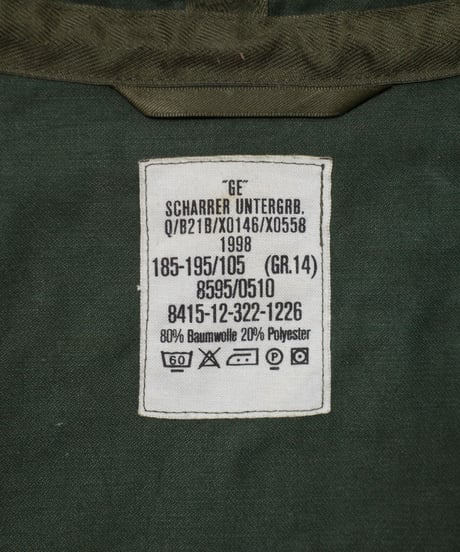 "GE"
SCHARRER UNTERGRB.
Q/B21B/X0146/X0558
1998
185-195/105 (GR.14)
8595/0510
8415-12-322-1226
80% Baumwolle 20% Polyester
60 P